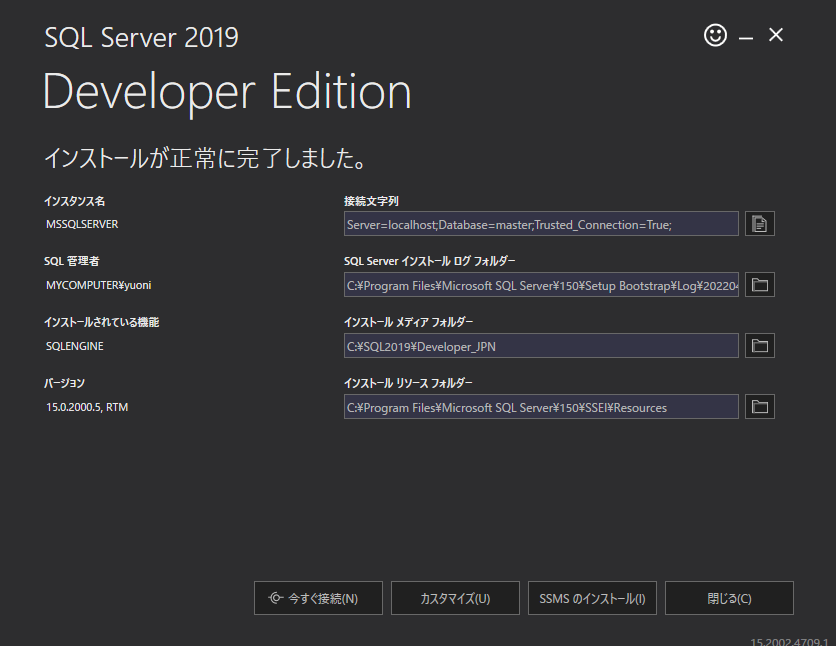 SQL Server 2019
Developer Edition
インストールが正常に完了しました。
インスタンス名
MSSQLSERVER
接続文字列
Server=localhost;Database=master;Trusted_Connection=True;
SQL 管理者
MYCOMPUTER¥yuoni
SQL Server インストール ログ フォルダー
C:¥Program Files¥Microsoft SQL Server¥150¥Setup Bootstrap¥Log¥202204
インストールされている機能
SQLENGINE
インストール メディア フォルダー
C:¥SQL2019¥Developer_JPN
バージョン
15.0.2000.5, RTM
インストール リソース フォルダー
C:¥Program Files¥Microsoft SQL Server¥150¥SSEI¥Resources
今すぐ接続(N)
カスタマイズ(U)
SSMS のインストール(I)
閉じる(C)
15.2002.4709.1